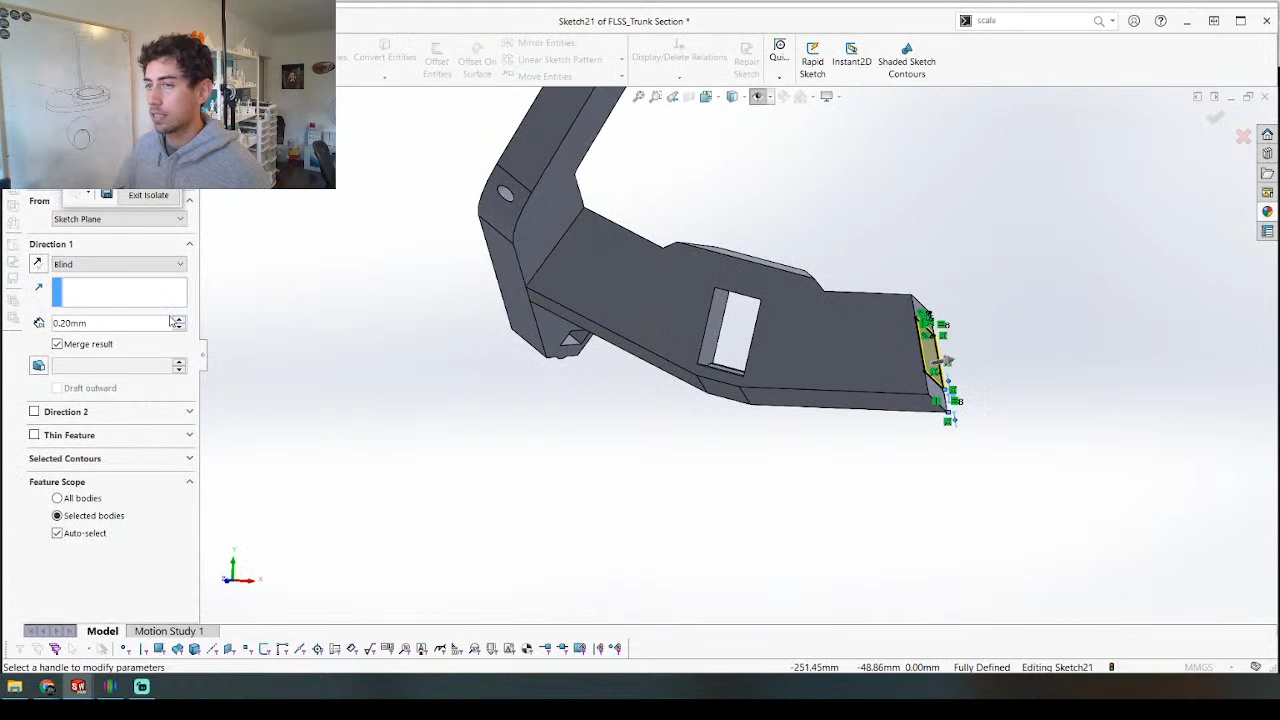 Sketch21 of FLSS_Trunk Section *
scale
Convert Entities
Offset Entities
Offset On Surface
Mirror Entities
Linear Sketch Pattern
Move Entities
Display/Delete Relations
Repair Sketch
Qui...
Rapid Sketch
Instant2D
Shaded Sketch Contours
Exit Isolate
From
Sketch Plane
Direction 1
Blind
0.20mm
Merge result
Draft outward
Direction 2
Thin Feature
Selected Contours
Feature Scope
All bodies
Selected bodies
Auto-select
Y
X
Z
Model
Motion Study 1
Select a handle to modify parameters
-251.45mm
-48.86mm 0.00mm
Fully Defined
Editing Sketch21
MMGS